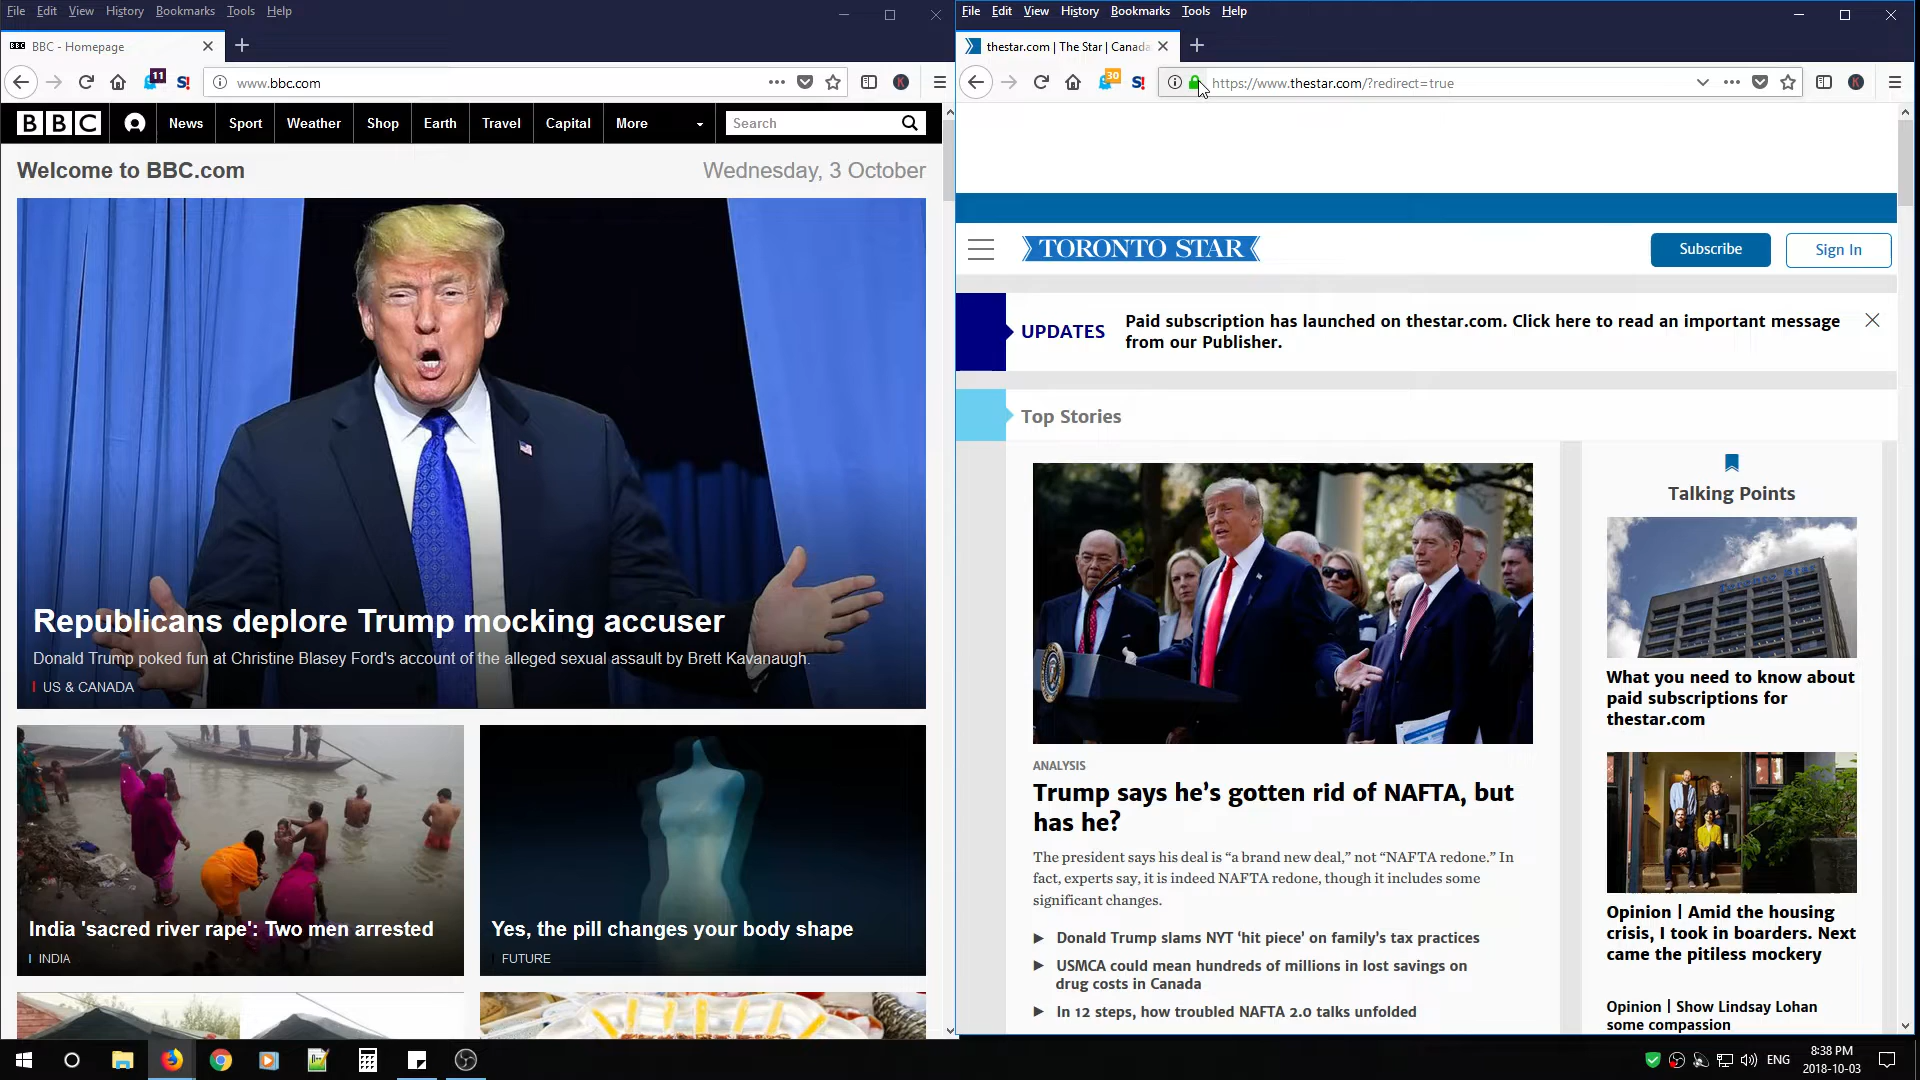 File Edit View History Bookmarks Tools Help
BBC - Homepage
11
S!
www.bbc.com
K
BBC
News Sport Weather Shop Earth Travel Capital More
Search
Welcome to BBC.com
Wednesday, 3 October
Republicans deplore Trump mocking accuser
Donald Trump poked fun at Christine Blasey Ford's account of the alleged sexual assault by Brett Kavanaugh.
US & CANADA
India 'sacred river rape': Two men arrested
INDIA
Yes, the pill changes your body shape
FUTURE
File Edit View History Bookmarks Tools Help
thestar.com | The Star | Canada
30
S!
https://www.thestar.com/?redirect=true
K
TORONTO STAR
Subscribe
Sign In
UPDATES
Paid subscription has launched on thestar.com. Click here to read an important message
from our Publisher.
Top Stories
ANALYSIS
Trump says he’s gotten rid of NAFTA, but
has he?
The president says his deal is “a brand new deal,” not “NAFTA redone.” In
fact, experts say, it is indeed NAFTA redone, though it includes some
significant changes.
Donald Trump slams NYT ‘hit piece’ on family’s tax practices
USMCA could mean hundreds of millions in lost savings on
drug costs in Canada
In 12 steps, how troubled NAFTA 2.0 talks unfolded
Talking Points
Toronto Star
What you need to know about
paid subscriptions for
thestar.com
Opinion | Amid the housing
crisis, I took in boarders. Next
came the pitiless mockery
Opinion | Show Lindsay Lohan
some compassion
ENG
8:38 PM
2018-10-03